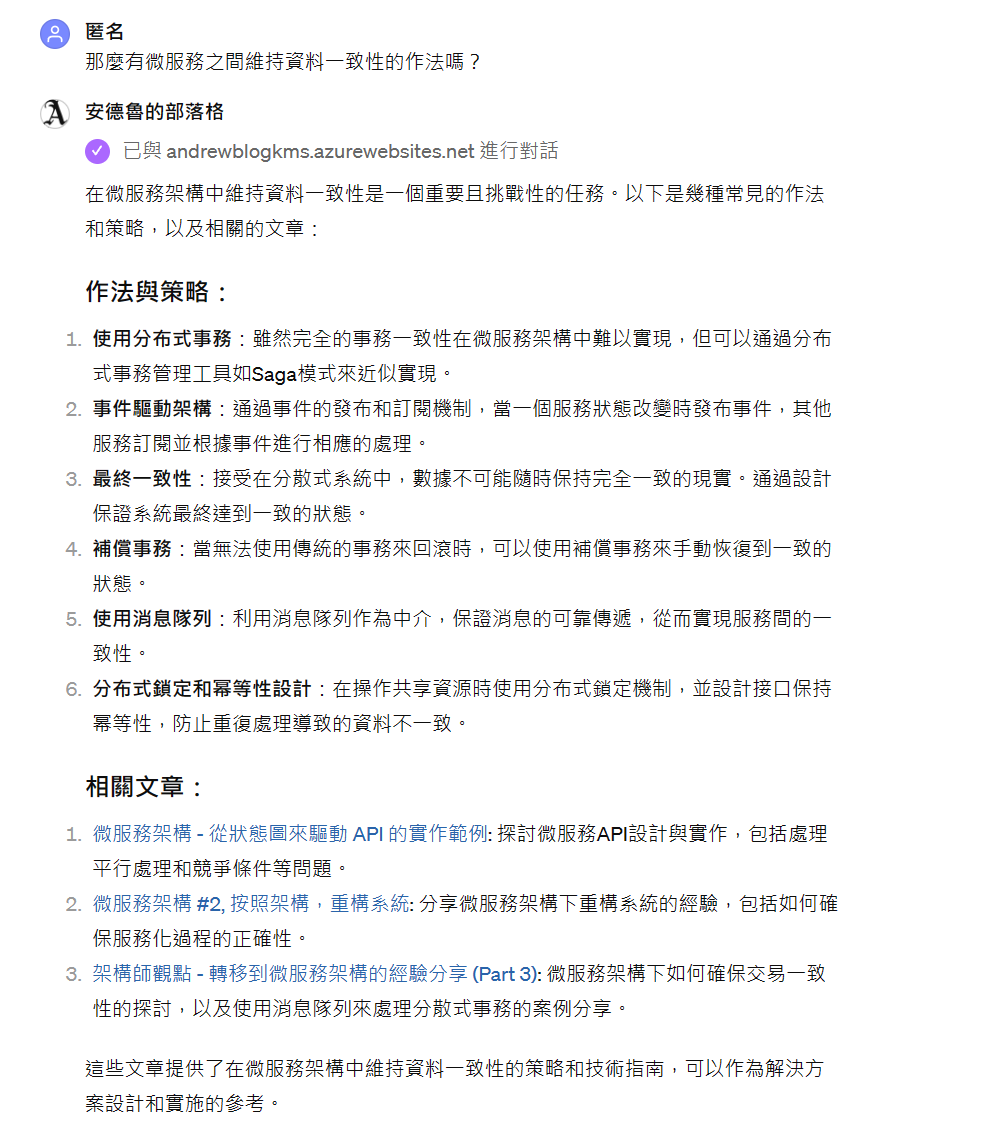 匿名
那麼有微服務之間維持資料一致性的作法嗎？
A
安德魯的部落格
已與 andrewblogkms.azurewebsites.net 進行對話
在微服務架構中維持資料一致性是一個重要且挑戰性的任務。以下是幾種常見的作法
和策略，以及相關的文章：
作法與策略：
1. 使用分布式事務：雖然完全的事務一致性在微服務架構中難以實現，但可以通過分布
式事務管理工具如Saga模式來近似實現。
2. 事件驅動架構：通過事件的發布和訂閱機制，當一個服務狀態改變時發布事件，其他
服務訂閱並根據事件進行相應的處理。
3. 最終一致性：接受在分散式系統中，數據不可能隨時保持完全一致的現實。通過設計
保證系統最終達到一致的狀態。
4. 補償事務：當無法使用傳統的事務來回滾時，可以使用補償事務來手動恢復到一致的
狀態。
5. 使用消息隊列：利用消息隊列作為中介，保證消息的可靠傳遞，從而實現服務間的一
致性。
6. 分布式鎖定和冪等性設計：在操作共享資源時使用分布式鎖定機制，並設計接口保持
冪等性，防止重復處理導致的資料不一致。
相關文章：
1. 微服務架構 - 從狀態圖來驅動 API 的實作範例: 探討微服務API設計與實作，包括處理
平行處理和競爭條件等問題。
2. 微服務架構 #2, 按照架構，重構系統: 分享微服務架構下重構系統的經驗，包括如何確
保服務化過程的正確性。
3. 架構師觀點 - 轉移到微服務架構的經驗分享 (Part 3): 微服務架構下如何確保交易一致
性的探討，以及使用消息隊列來處理分散式事務的案例分享。
這些文章提供了在微服務架構中維持資料一致性的策略和技術指南，可以作為解決方
案設計和實施的參考。